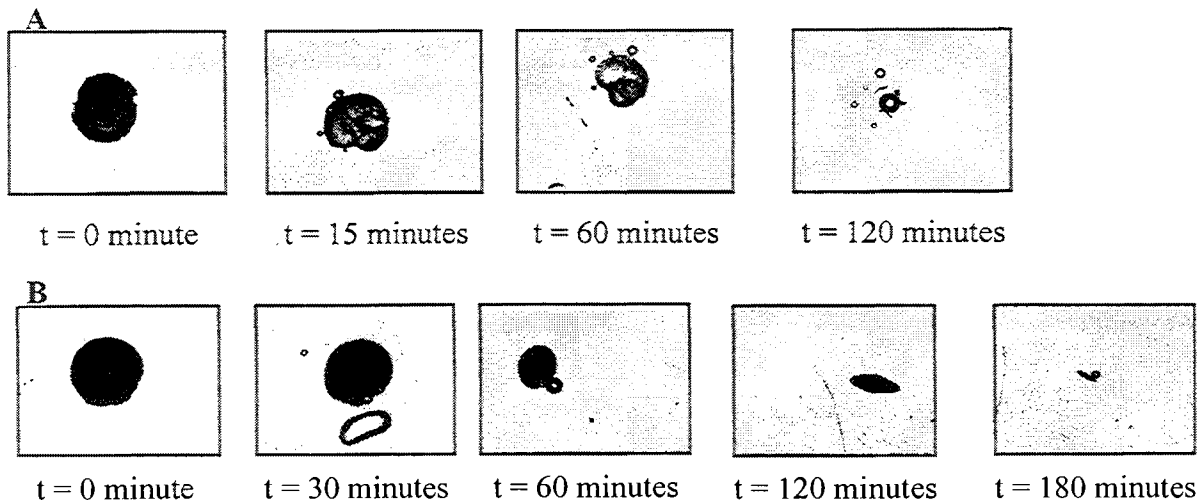 A
t = 0 minute t = 15 minutes t = 60 minutes t = 120 minutes
B
t = 0 minute t = 30 minutes t = 60 minutes t = 120 minutes t = 180 minutes